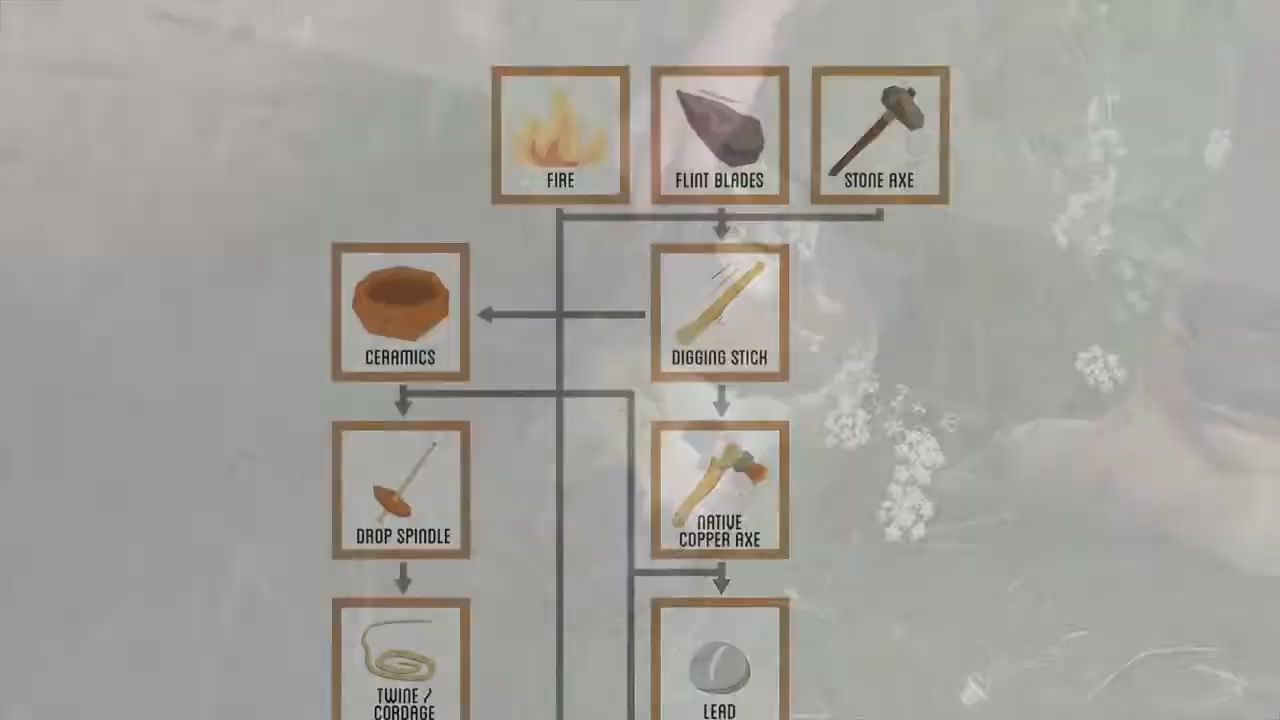 FIRE
FLINT BLADES
STONE AXE
CERAMICS
DIGGING STICK
DROP SPINDLE
NATIVE
COPPER AXE
TWINE /
CORDAGE
LEAD